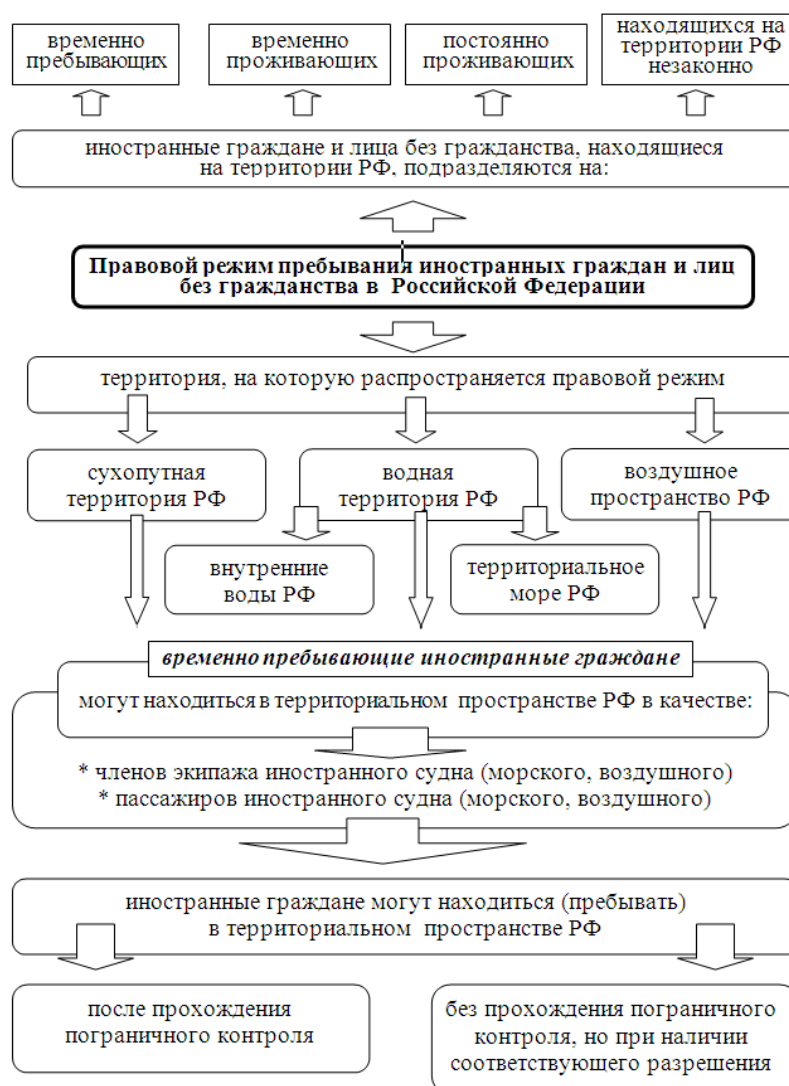 временно
пребывающих
временно
проживающих
постоянно
проживающих
находящихся на
территории РФ
незаконно
иностранные граждане и лица без гражданства, находящиеся
на территории РФ, подразделяются на:
Правовой режим пребывания иностранных граждан и лиц
без гражданства в Российской Федерации
территория, на которую распространяется правовой режим
сухопутная
территория РФ
водная
территория РФ
воздушное
пространство РФ
внутренние
воды РФ
территориальное
море РФ
временно пребывающие иностранные граждане
могут находиться в территориальном пространстве РФ в качестве:
* членов экипажа иностранного судна (морского, воздушного)
* пассажиров иностранного судна (морского, воздушного)
иностранные граждане могут находиться (пребывать)
в территориальном пространстве РФ
после прохождения
пограничного контроля
без прохождения пограничного
контроля, но при наличии
соответствующего разрешения